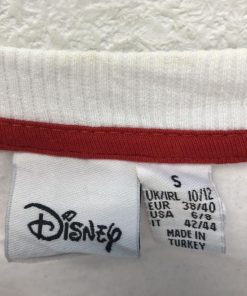 Disney
S
UK/IRL 10/12
EUR 38/40
USA 6/8
IT 42/44
MADE IN
TURKEY